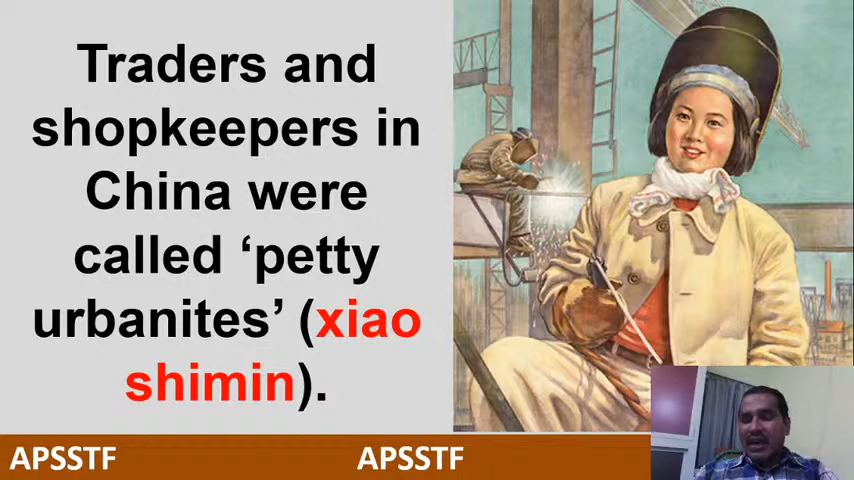 Traders and
shopkeepers in
China were
called ‘petty
urbanites’ (xiao
shimin).
APSSTF APSSTF